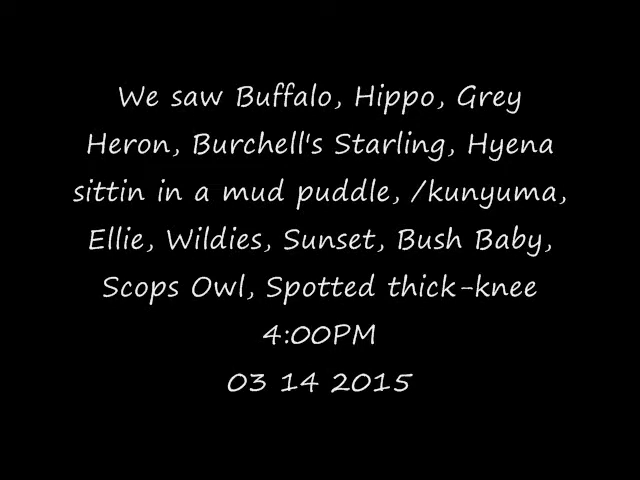 We saw Buffalo, Hippo, Grey
Heron, Burchell's Starling, Hyena
sittin in a mud puddle, /kunyuma,
Ellie, Wildies, Sunset, Bush Baby,
Scops Owl, Spotted thick-knee
4:00PM
03 14 2015